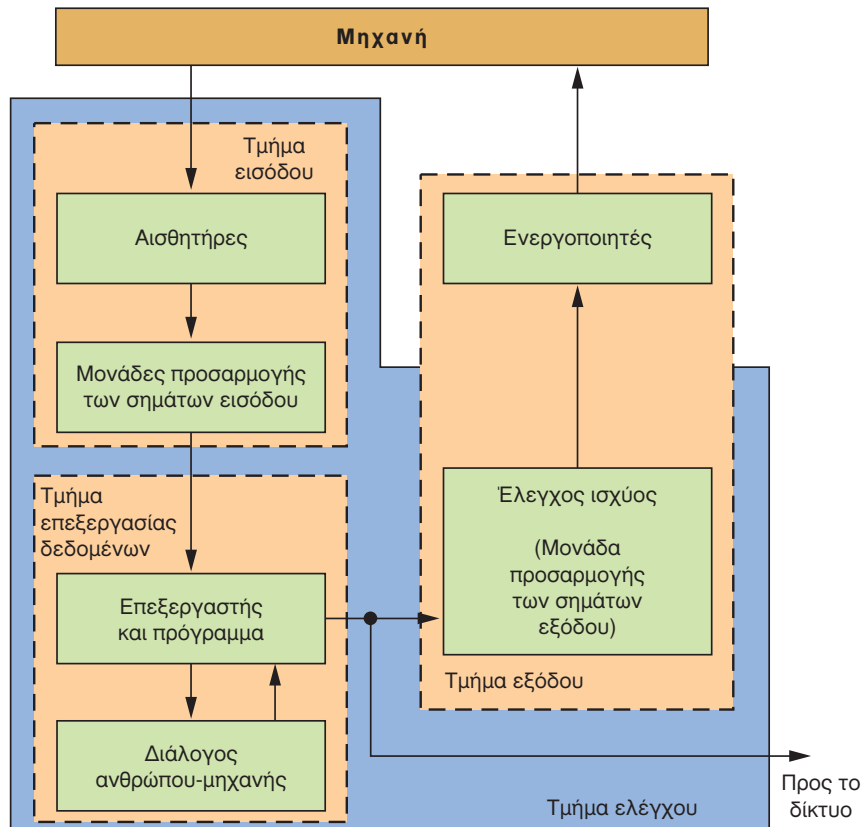 Μηχανή
Τμήμα
εισόδου
Αισθητήρες
Μονάδες προσαρμογής
των σημάτων εισόδου
Τμήμα
επεξεργασίας
δεδομένων
Επεξεργαστής
και πρόγραμμα
Διάλογος
ανθρώπου-μηχανής
Ενεργοποιητές
Έλεγχος ισχύος
(Μονάδα
προσαρμογής
των σημάτων
εξόδου)
Τμήμα εξόδου
Τμήμα ελέγχου
Προς το
δίκτυο